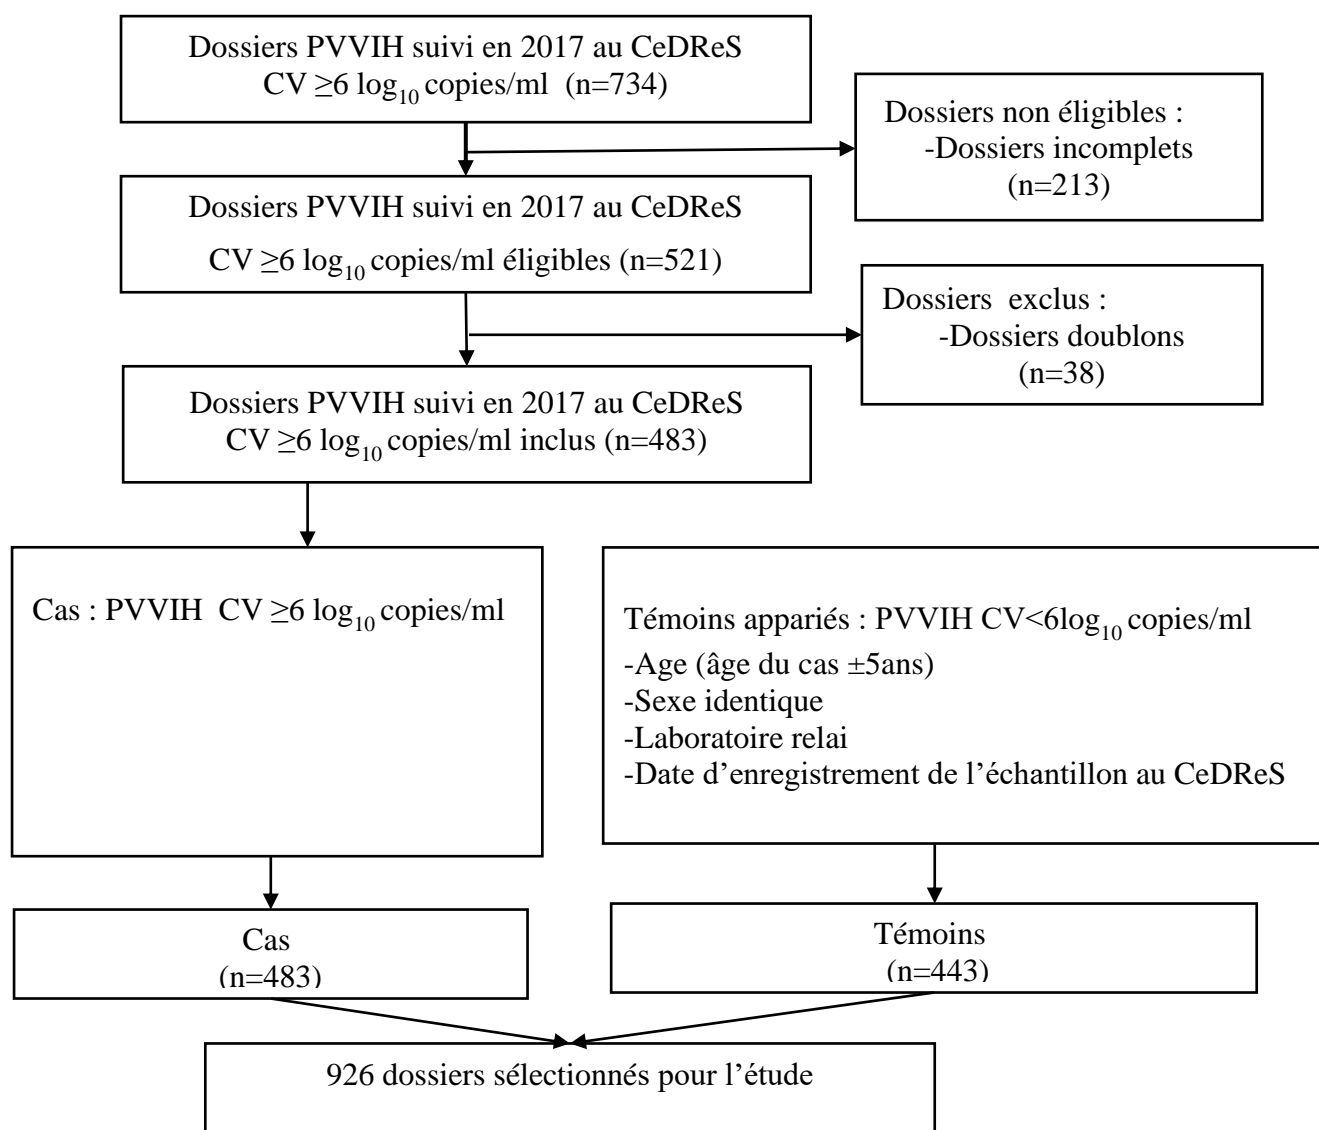 Dossiers PVVIH suivi en 2017 au CeDReS
CV ≥6 log₁₀ copies/ml (n=734)
Dossiers non éligibles :
-Dossiers incomplets
(n=213)
Dossiers PVVIH suivi en 2017 au CeDReS
CV ≥6 log₁₀ copies/ml éligibles (n=521)
Dossiers exclus :
-Dossiers doublons
(n=38)
Dossiers PVVIH suivi en 2017 au CeDReS
CV ≥6 log₁₀ copies/ml inclus (n=483)
Cas : PVVIH CV ≥6 log₁₀ copies/ml
Témoins appariés : PVVIH CV<6log₁₀ copies/ml
-Age (âge du cas ±5ans)
-Sexe identique
-Laboratoire relai
-Date d’enregistrement de l’échantillon au CeDReS
Cas
(n=483)
Témoins
(n=443)
926 dossiers sélectionnés pour l’étude